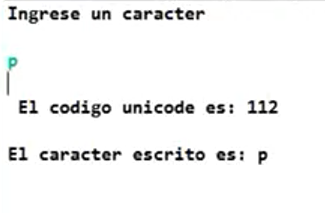 Ingrese un caracter
p
El codigo unicode es: 112
El caracter escrito es: p